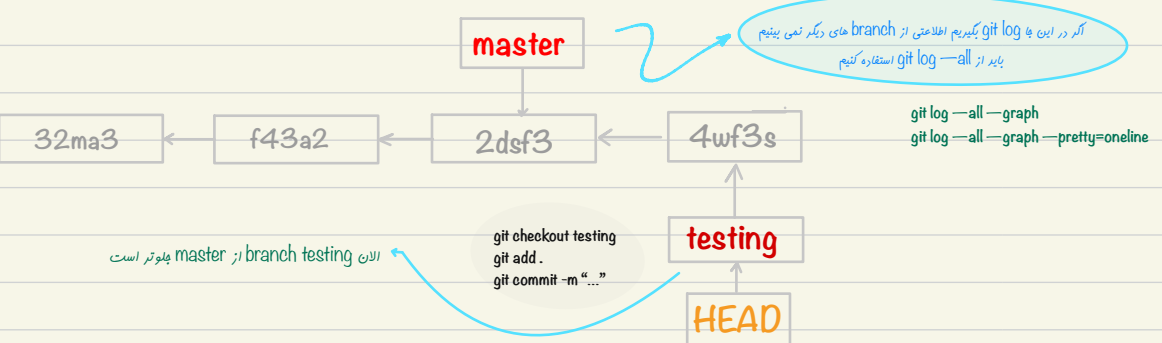 master
اگر در این جا git log بگیریم اطلاعتی از branch های دیگر نمی بینیم
باید از git log —all استفاده کنیم
git log —all —graph
git log —all —graph —pretty=oneline
32ma3
f43a2
2dsf3
4wf3s
git checkout testing
git add .
git commit -m “...”
testing
الان branch testing از master جلوتر است
HEAD